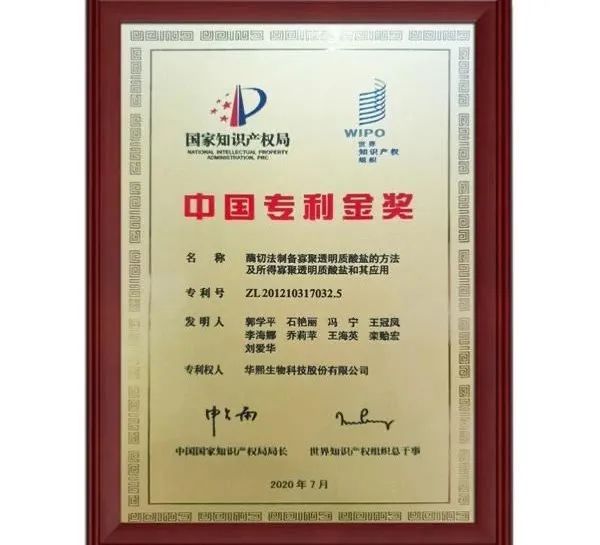 国家知识产权局
NATIONAL INTELLECTUAL PROPERTY
ADMINISTRATION, PRC
WIPO
世界
知识产权
组织
中国专利金奖
名 称 酶切法制备寡聚透明质酸盐的方法
及所得寡聚透明质酸盐和其应用
专利号 ZL201210317032.5
发明人 郭学平 石艳丽 冯宁 王冠凤
李海娜 乔莉苹 王海英 栾贻宏
刘爱华
专利权人 华熙生物科技股份有限公司
申长雨
中国国家知识产权局局长 世界知识产权组织总干事
2020年7月